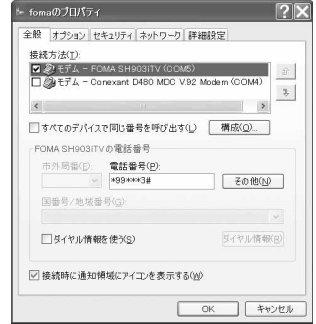 fomaのプロパティ
全般 オプション セキュリティ ネットワーク 詳細設定
接続方法(T):
モデム - FOMA SH903iTV (COM5)
モデム - Conexant D480 MDC V.92 Modem (COM4)
すべてのデバイスで同じ番号を呼び出す(L) 構成(O)...
FOMA SH903iTVの電話番号
市外局番(E): 電話番号(P):
*99***3# その他(N)
国番号/地域番号(G):
ダイヤル情報を使う(S) ダイヤル情報(R)
接続時に通知領域にアイコンを表示する(W)
OK キャンセル